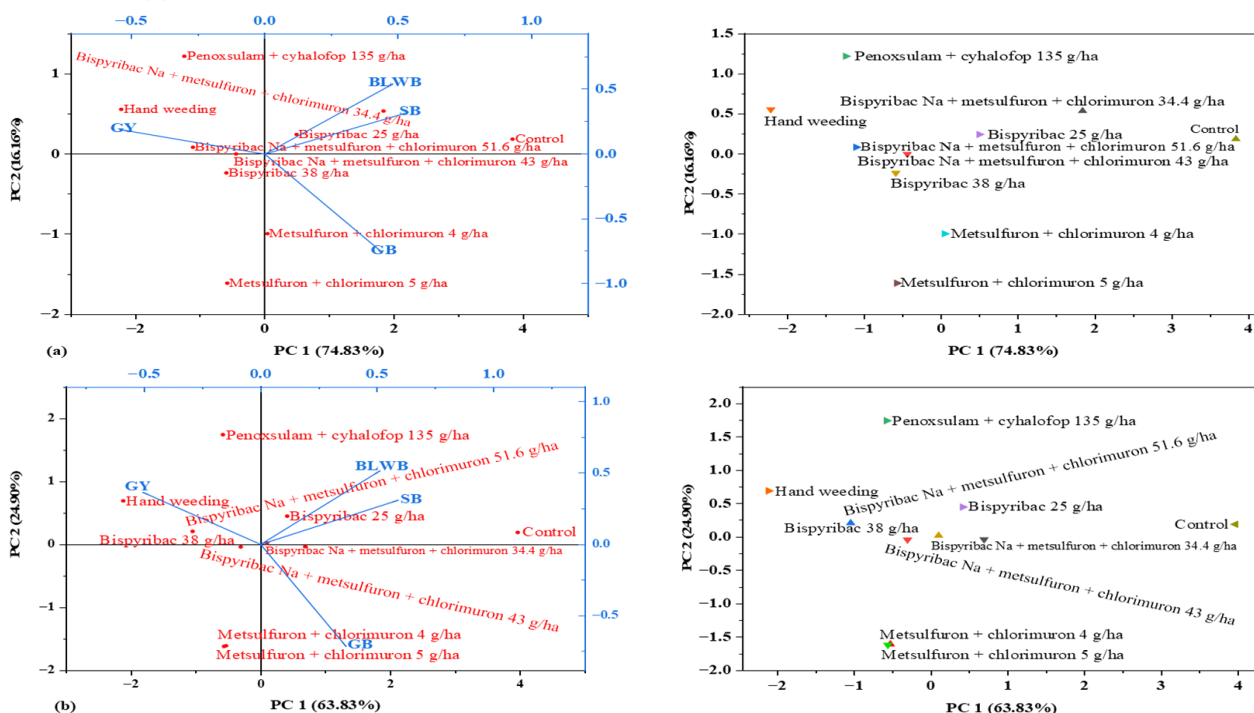 −0.5 0.0 0.5 1.0
Penoxsulam + cyhalofop 135 g/ha
Bispyribac Na + metsulfuron + chlorimuron 34.4 g/ha
BLWB
Hand weeding
SB
GY
Bispyribac 25 g/ha
Control
Bispyribac Na + metsulfuron + chlorimuron 51.6 g/ha
Bispyribac Na + metsulfuron + chlorimuron 43 g/ha
Bispyribac 38 g/ha
Metsulfuron + chlorimuron 4 g/ha
GB
Metsulfuron + chlorimuron 5 g/ha
1
0
−1
−2
0.5
0.0
−0.5
−1.0
PC 2 (16.16%)
−2 0 2 4
(a)
PC 1 (74.83%)
1.5
1.0
0.5
0.0
−0.5
−1.0
−1.5
−2.0
PC 2 (16.16%)
Penoxsulam + cyhalofop 135 g/ha
Bispyribac Na + metsulfuron + chlorimuron 34.4 g/ha
Hand weeding
Control
Bispyribac 25 g/ha
Bispyribac Na + metsulfuron + chlorimuron 51.6 g/ha
Bispyribac Na + metsulfuron + chlorimuron 43 g/ha
Bispyribac 38 g/ha
Metsulfuron + chlorimuron 4 g/ha
Metsulfuron + chlorimuron 5 g/ha
−2 −1 0 1 2 3 4
PC 1 (74.83%)
−0.5 0.0 0.5 1.0
Penoxsulam + cyhalofop 135 g/ha
BLWB
GY
Hand weeding
Bispyribac Na + metsulfuron + chlorimuron 51.6 g/ha
SB
Bispyribac 25 g/ha
Control
Bispyribac 38 g/ha
Bispyribac Na + metsulfuron + chlorimuron 34.4 g/ha
Bispyribac Na + metsulfuron + chlorimuron 43 g/ha
Metsulfuron + chlorimuron 4 g/ha
GB
Metsulfuron + chlorimuron 5 g/ha
2
1
0
−1
−2
1.0
0.5
0.0
−0.5
PC 2 (24.90%)
−2 0 2 4
(b)
PC 1 (63.83%)
2.0
1.5
1.0
0.5
0.0
−0.5
−1.0
−1.5
−2.0
PC 2 (24.90%)
Penoxsulam + cyhalofop 135 g/ha
Bispyribac Na + metsulfuron + chlorimuron 51.6 g/ha
Hand weeding
Bispyribac 25 g/ha
Bispyribac 38 g/ha
Control
Bispyribac Na + metsulfuron + chlorimuron 34.4 g/ha
Bispyribac Na + metsulfuron + chlorimuron 43 g/ha
Metsulfuron + chlorimuron 4 g/ha
Metsulfuron + chlorimuron 5 g/ha
−2 −1 0 1 2 3 4
PC 1 (63.83%)